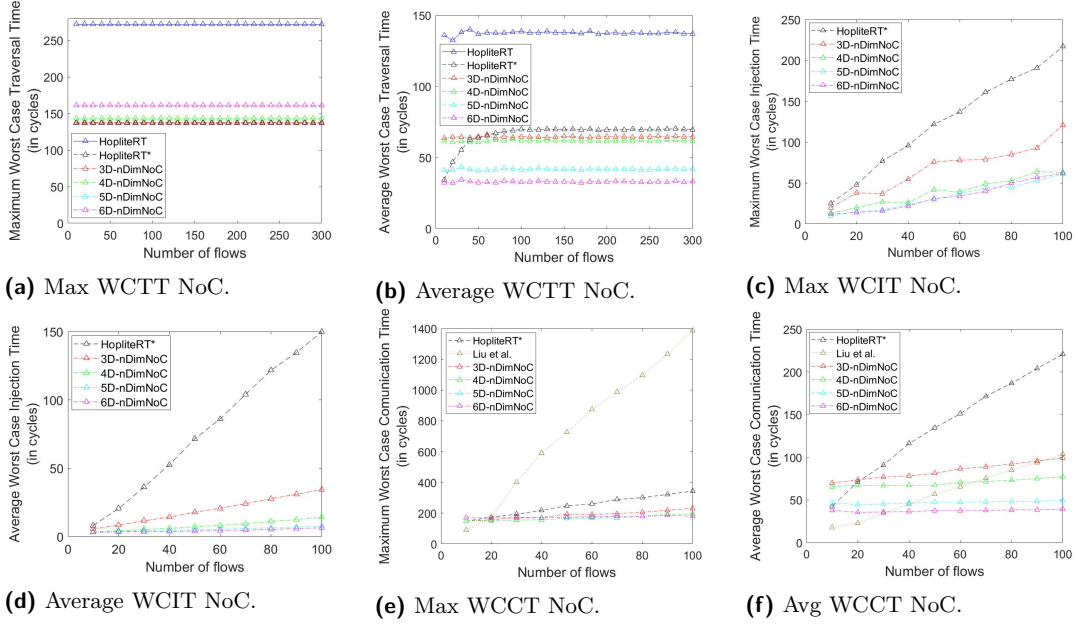 Maximum Worst Case Traversal Time
(in cycles)
250
200
150
100
50
0
HopliteRT
HopliteRT*
3D-nDimNoC
4D-nDimNoC
5D-nDimNoC
6D-nDimNoC
0 50 100 150 200 250 300
Number of flows
(a) Max WCTT NoC.
Average Worst Case Traversal Time
(in cycles)
150
100
50
0
HopliteRT
HopliteRT*
3D-nDimNoC
4D-nDimNoC
5D-nDimNoC
6D-nDimNoC
0 50 100 150 200 250 300
Number of flows
(b) Average WCTT NoC.
Maximum Worst Case Injection Time
(in cycles)
250
200
150
100
50
0
HopliteRT*
3D-nDimNoC
4D-nDimNoC
5D-nDimNoC
6D-nDimNoC
0 20 40 60 80 100
Number of flows
(c) Max WCIT NoC.
Average Worst Case Injection Time
(in cycles)
150
100
50
0
HopliteRT*
3D-nDimNoC
4D-nDimNoC
5D-nDimNoC
6D-nDimNoC
0 20 40 60 80 100
Number of flows
(d) Average WCIT NoC.
Maximum Worst Case Comunication Time
(in cycles)
1400
1200
1000
800
600
400
200
0
HopliteRT*
Liu et al.
3D-nDimNoC
4D-nDimNoC
5D-nDimNoC
6D-nDimNoC
0 20 40 60 80 100
Number of flows
(e) Max WCCT NoC.
Average Worst Case Comunication Time
(in cycles)
250
200
150
100
50
0
HopliteRT*
Liu et al.
3D-nDimNoC
4D-nDimNoC
5D-nDimNoC
6D-nDimNoC
0 20 40 60 80 100
Number of flows
(f) Avg WCCT NoC.